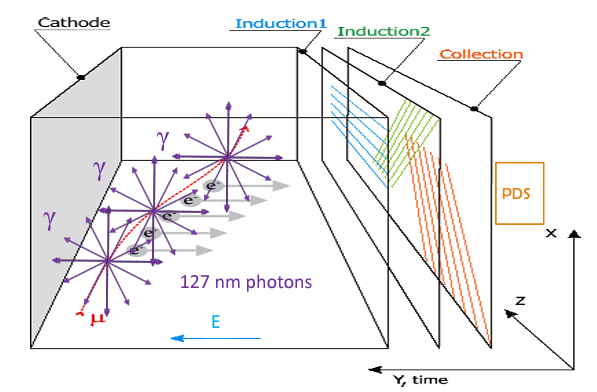 Cathode
Induction1
Induction2
Collection
γ
γ
γ
e-
e-
e-
e
e-
PDS
X
Z
127 nm photons
μ
E
Y, time